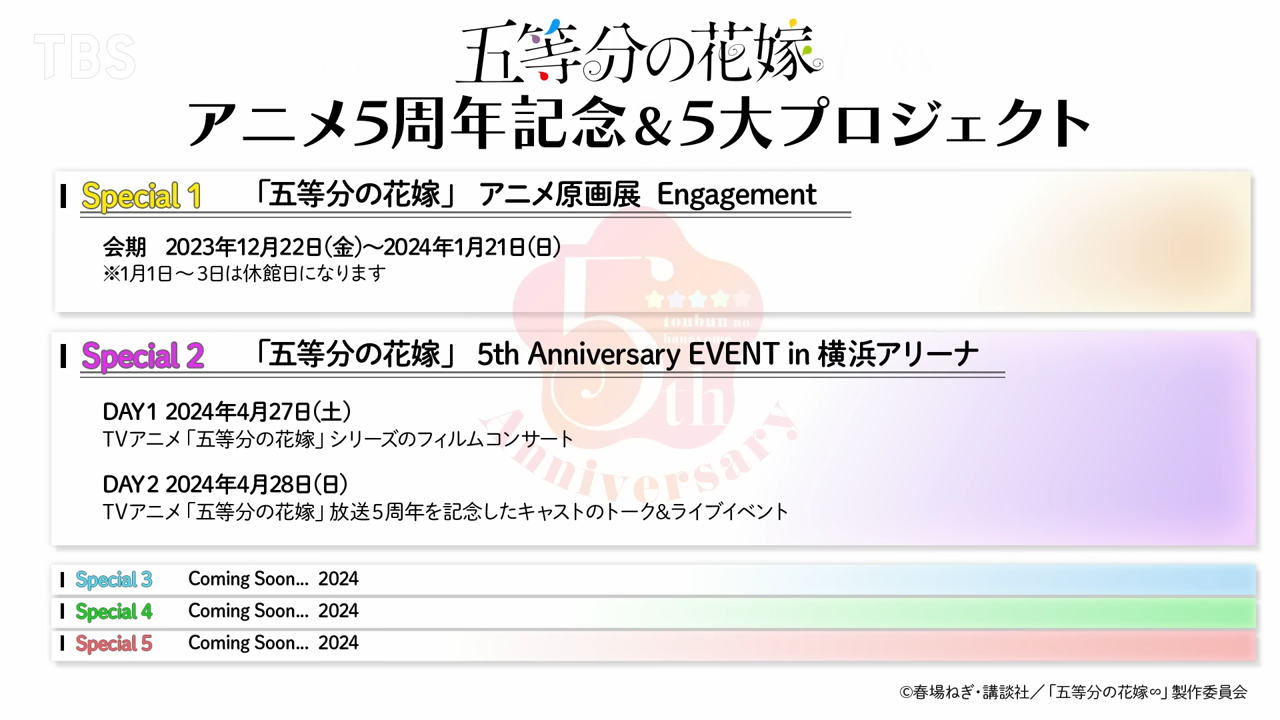 TBS
五等分の花嫁
アニメ5周年記念&5大プロジェクト
Special 1 「五等分の花嫁」 アニメ原画展 Engagement
会期 2023年12月22日(金)～2024年1月21日(日)
※1月1日～3日は休館日になります
Special 2 「五等分の花嫁」 5th Anniversary EVENT in 横浜アリーナ
DAY1 2024年4月27日(土)
TVアニメ「五等分の花嫁」シリーズのフィルムコンサート
DAY2 2024年4月28日(日)
TVアニメ「五等分の花嫁」放送5周年を記念したキャストのトーク&ライブイベント
5th
toubun no
Anniversary
Special 3 Coming Soon... 2024
Special 4 Coming Soon... 2024
Special 5 Coming Soon... 2024
©春場ねぎ・講談社／「五等分の花嫁∞」製作委員会